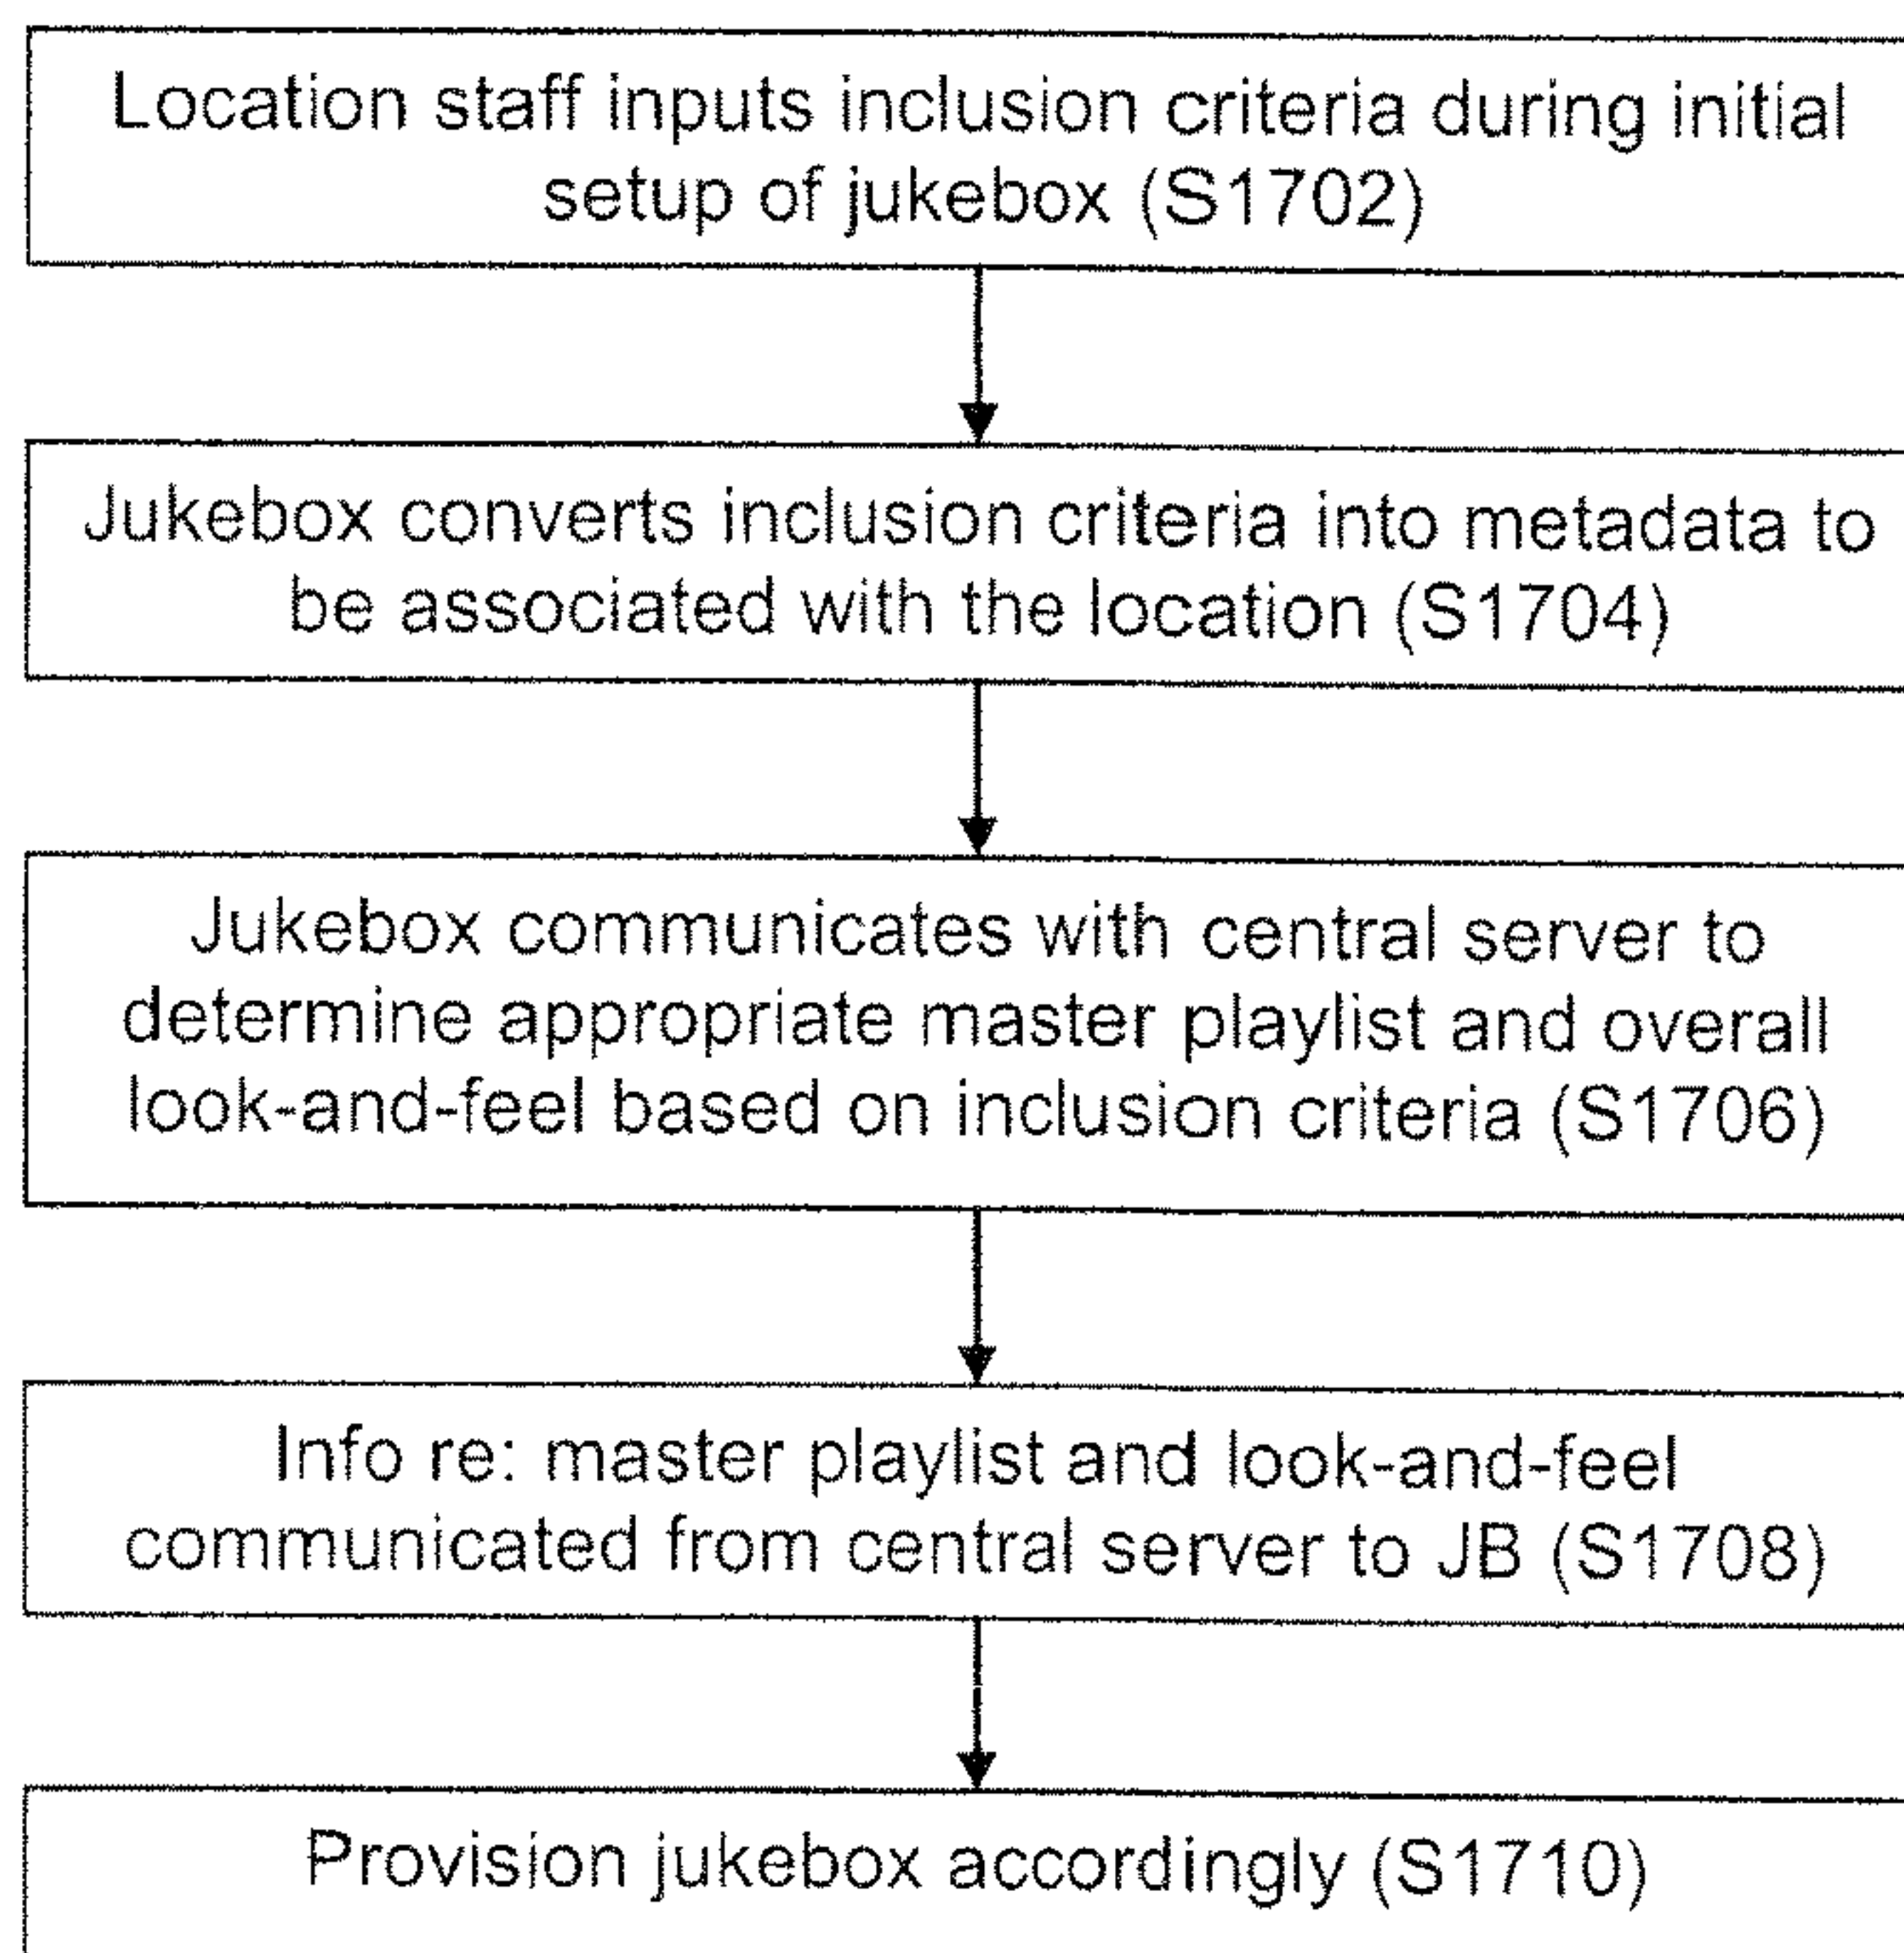 Location staff inputs inclusion criteria during initial
setup of jukebox (S1702)
Jukebox converts inclusion criteria into metadata to
be associated with the location (S1704)
Jukebox communicates with central server to
determine appropriate master playlist and overall
look-and-feel based on inclusion criteria (S1706)
Info re: master playlist and look-and-feel
communicated from central server to JB (S1708)
Provision jukebox accordingly (S1710)